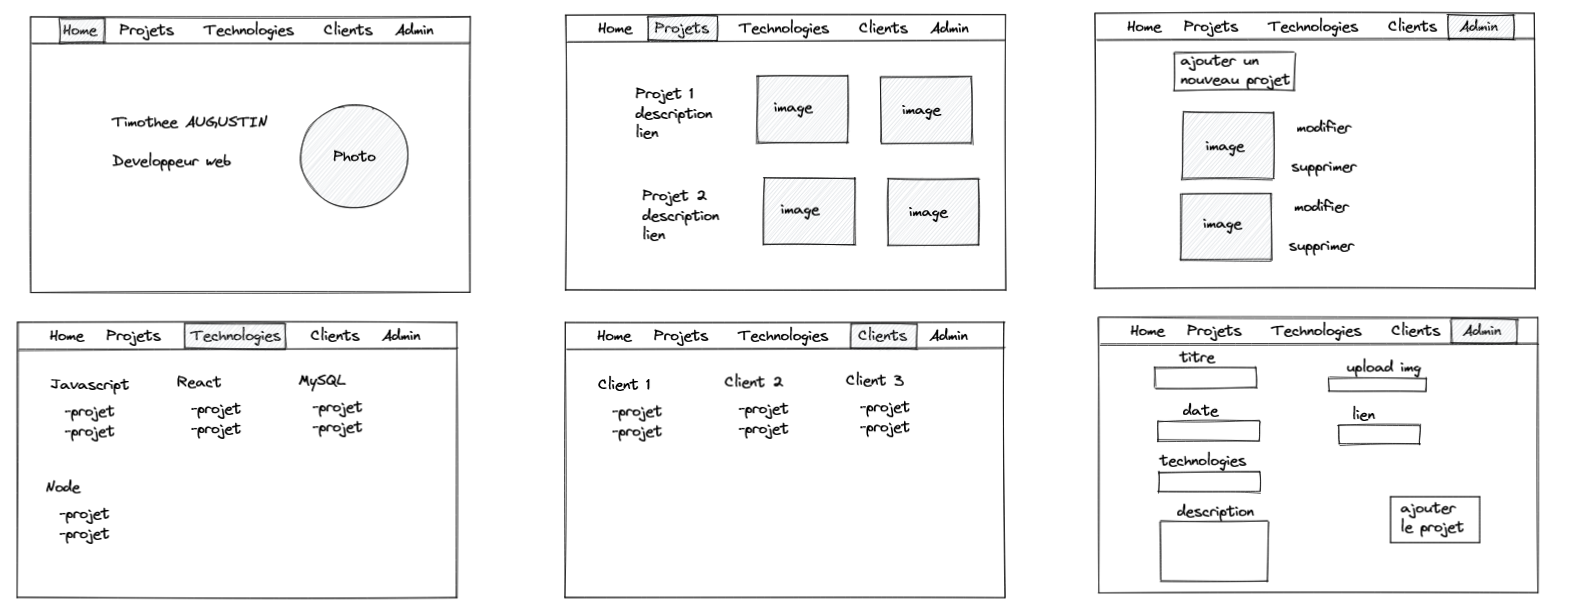 Home Projets Technologies Clients Admin
Timothee AUGUSTIN
Developpeur web
Photo
Home Projets Technologies Clients Admin
Projet 1
description
lien
image
image
Projet 2
description
lien
image
image
Home Projets Technologies Clients Admin
ajouter un
nouveau projet
image
modifier
supprimer
image
modifier
supprimer
Home Projets Technologies Clients Admin
Javascript
-projet
-projet
React
-projet
-projet
MySQL
-projet
-projet
Node
-projet
-projet
Home Projets Technologies Clients Admin
Client 1
-projet
-projet
Client 2
-projet
-projet
Client 3
-projet
-projet
Home Projets Technologies Clients Admin
titre
date
technologies
description
upload img
lien
ajouter
le projet